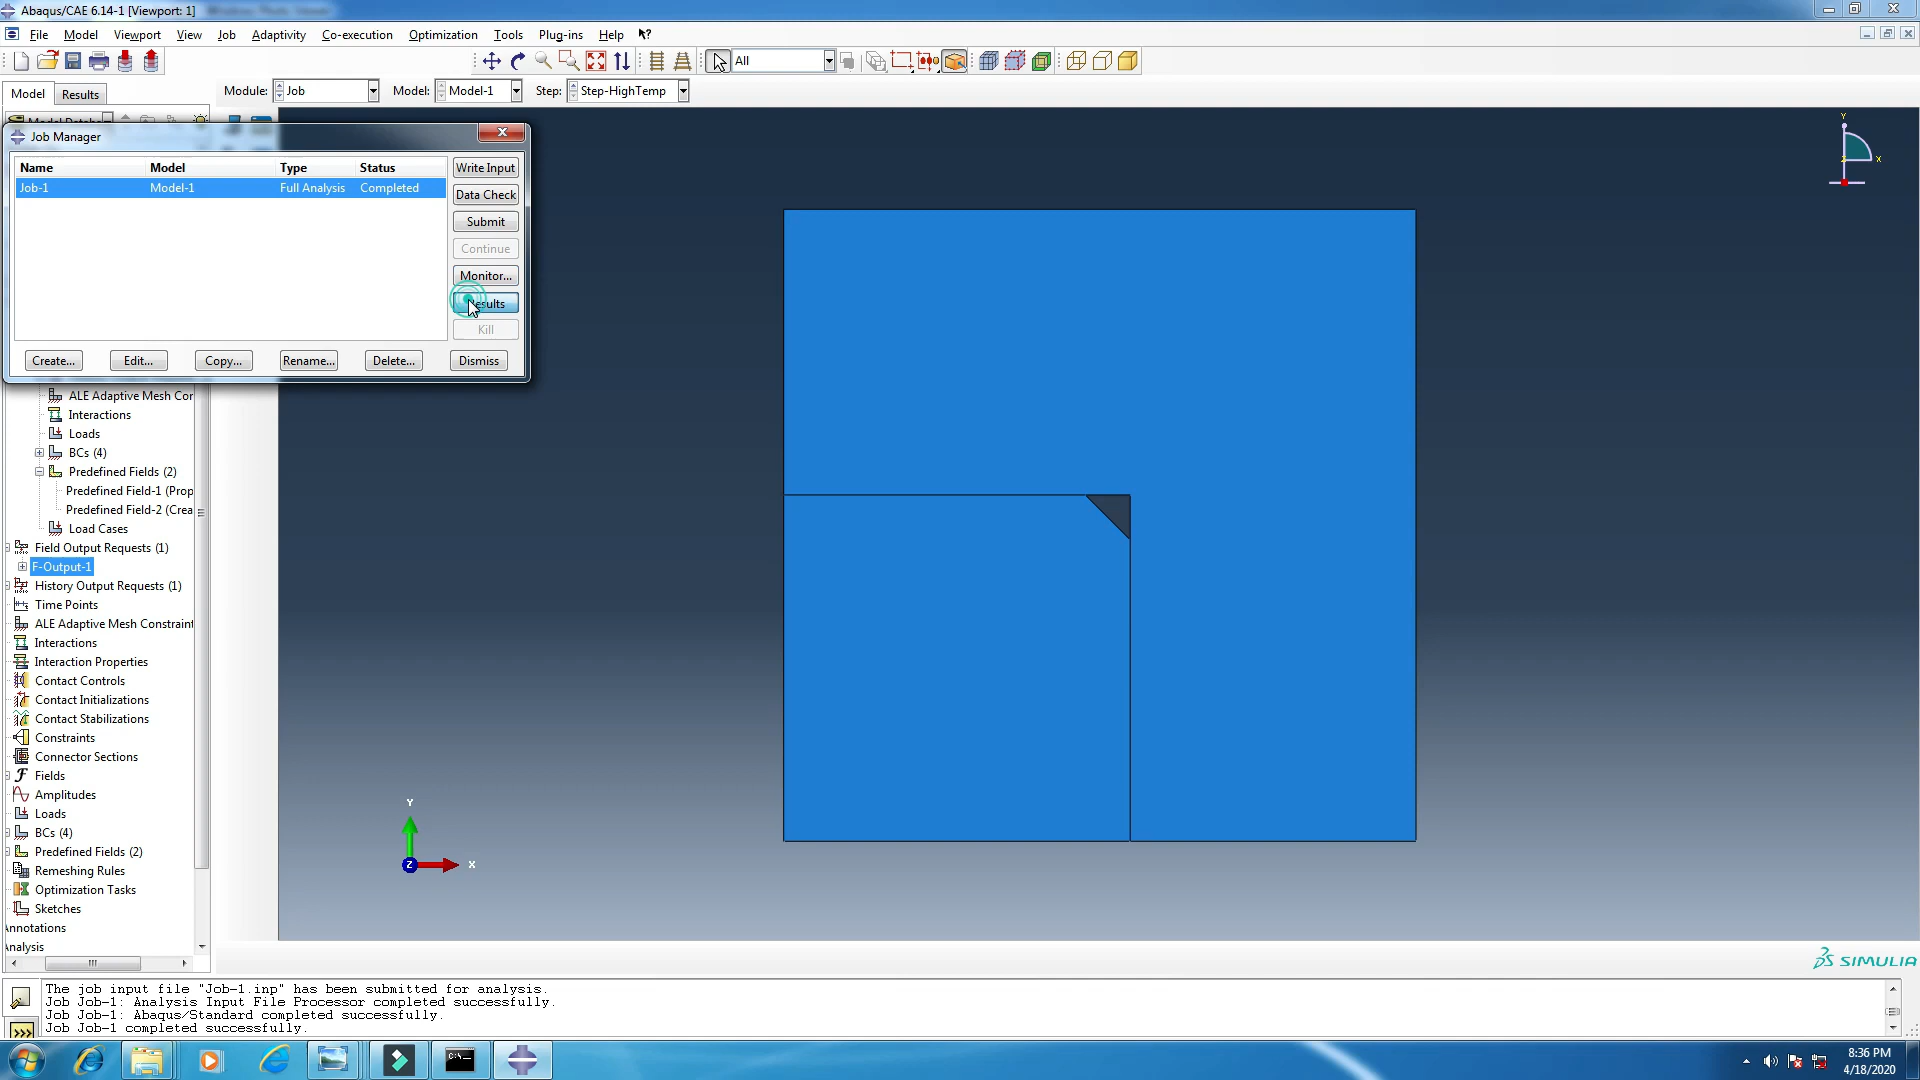 Abaqus/CAE 6.14-1 [Viewport: 1]
File Model Viewport View Job Adaptivity Co-execution Optimization Tools Plug-ins Help
All
Model Results
Module: Job Model: Model-1 Step: Step-HighTemp
Job Manager
Name Model Type Status
Job-1 Model-1 Full Analysis Completed
Write Input
Data Check
Submit
Continue
Monitor...
Results
Kill
Create... Edit... Copy... Rename... Delete... Dismiss
ALE Adaptive Mesh Cor
Interactions
Loads
BCs (4)
Predefined Fields (2)
Predefined Field-1 (Prop
Predefined Field-2 (Crea
Load Cases
Field Output Requests (1)
F-Output-1
History Output Requests (1)
Time Points
ALE Adaptive Mesh Constraint
Interactions
Interaction Properties
Contact Controls
Contact Initializations
Contact Stabilizations
Constraints
Connector Sections
Fields
Amplitudes
Loads
BCs (4)
Predefined Fields (2)
Remeshing Rules
Optimization Tasks
Sketches
Annotations
Analysis
Y
X
Z
Y
X
SIMULIA
The job input file "Job-1.inp" has been submitted for analysis.
Job Job-1: Analysis Input File Processor completed successfully.
Job Job-1: Abaqus/Standard completed successfully.
Job Job-1 completed successfully.
>>>
8:36 PM
4/18/2020